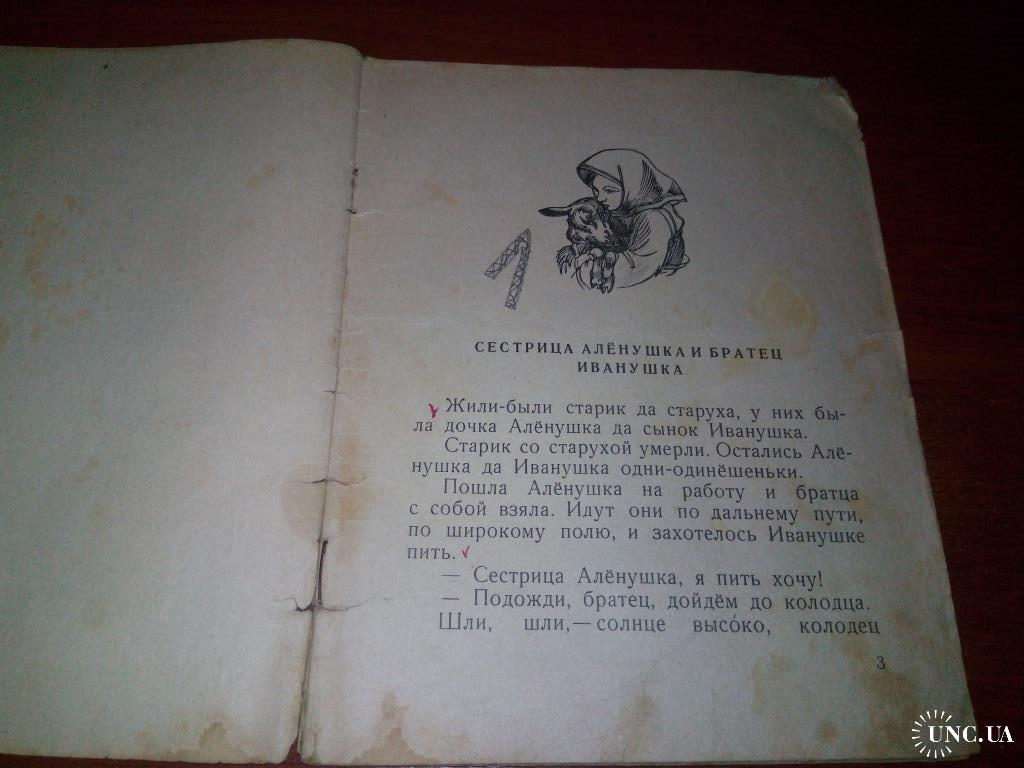 СЕСТРИЦА АЛЁНУШКА И БРАТЕЦ
ИВАНУШКА
Жили-были старик да старуха, у них бы-
ла дочка Алёнушка да сынок Иванушка.
Старик со старухой умерли. Остались Алё-
нушка да Иванушка одни-одинёшеньки.
Пошла Алёнушка на работу и братца
с собой взяла. Идут они по дальнему пути,
по широкому полю, и захотелось Иванушке
пить.
— Сестрица Алёнушка, я пить хочу!
— Подожди, братец, дойдём до колодца.
Шли, шли,—солнце высо́ко, колодец
3
UNC.UA